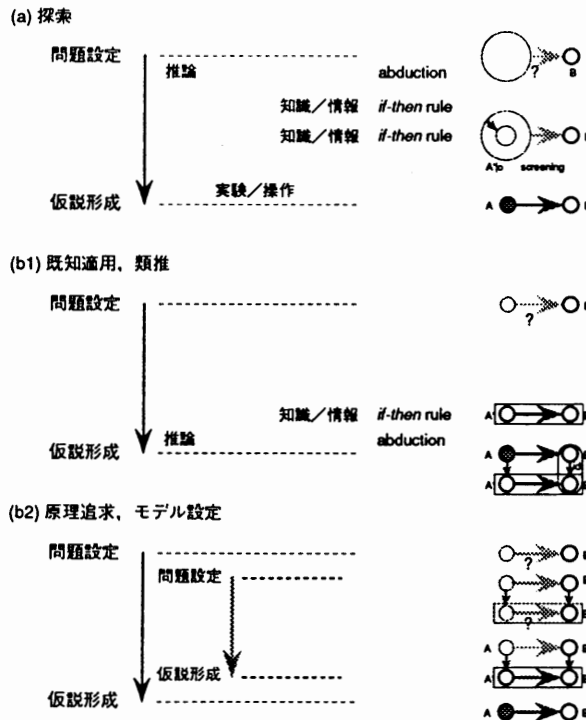 (a) 探索
問題設定
推論 abduction
? B
知識／情報 if-then rule
知識／情報 if-then rule
screening
実験／操作
仮説形成 A
(b1) 既知適用，類推
問題設定
?
知識／情報 if-then rule A'
推論 abduction
仮説形成 A
A'
(b2) 原理追求，モデル設定
問題設定
?
問題設定
?
A
仮説形成 A'
仮説形成
A